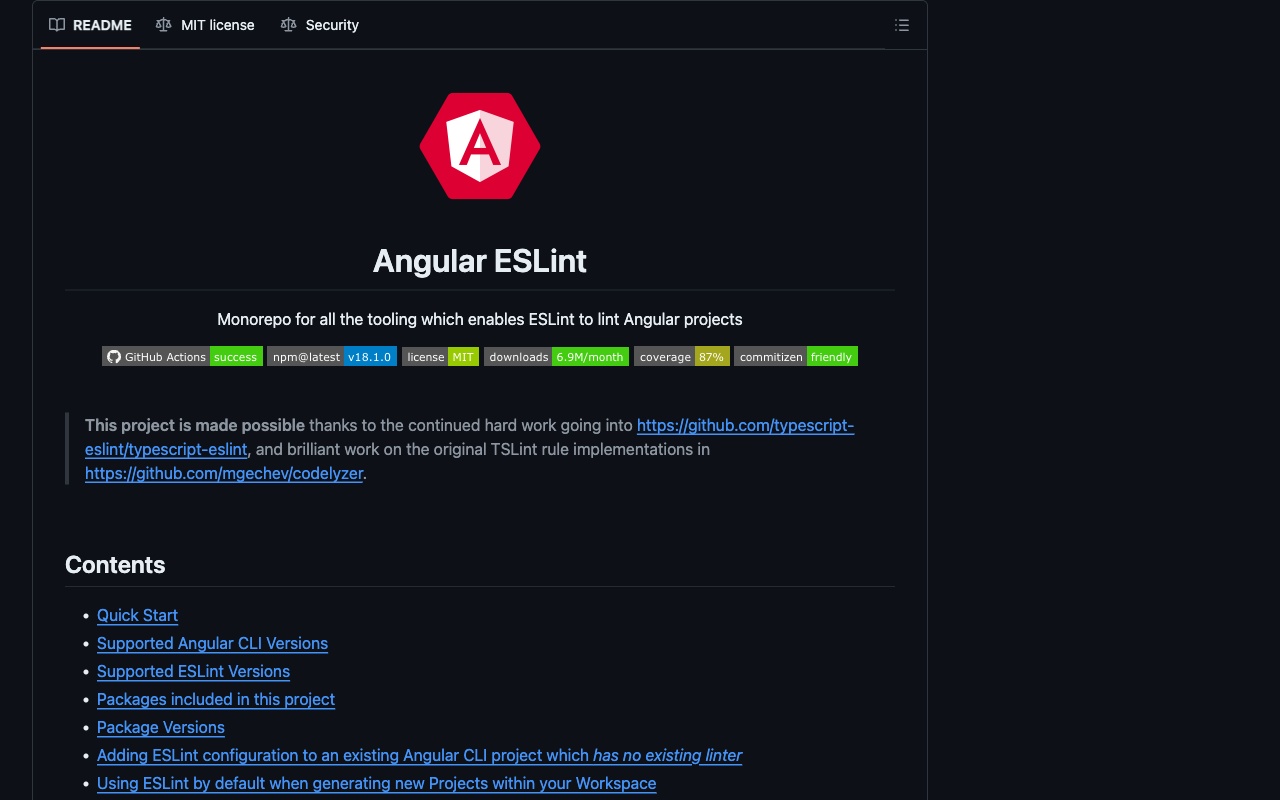 README MIT license Security
A
Angular ESLint
Monorepo for all the tooling which enables ESLint to lint Angular projects
GitHub Actions success npm@latest v18.1.0 license MIT downloads 6.9M/month coverage 87% commitizen friendly
This project is made possible thanks to the continued hard work going into https://github.com/typescript-
eslint/typescript-eslint, and brilliant work on the original TSLint rule implementations in
https://github.com/mgechev/codelyzer.
Contents
• Quick Start
• Supported Angular CLI Versions
• Supported ESLint Versions
• Packages included in this project
• Package Versions
• Adding ESLint configuration to an existing Angular CLI project which has no existing linter
• Using ESLint by default when generating new Projects within your Workspace